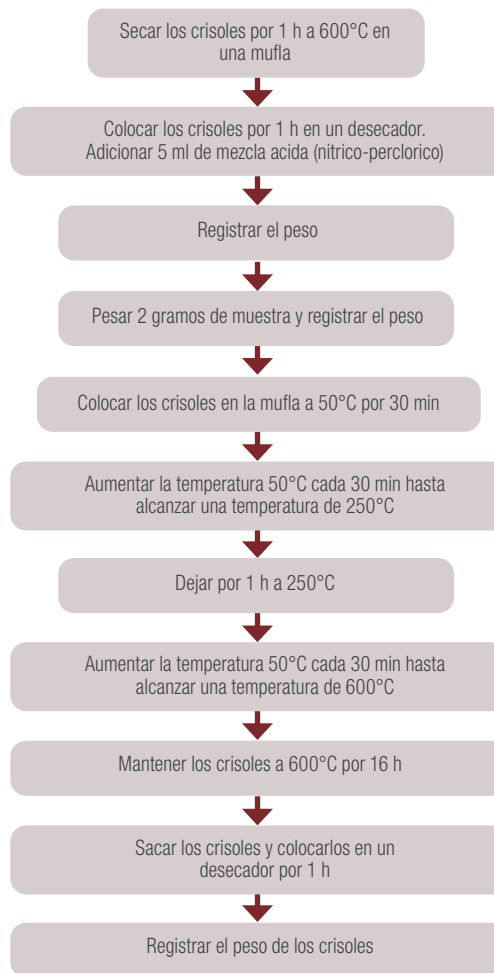 Secar los crisoles por 1 h a 600°C en
una mufla
Colocar los crisoles por 1 h en un desecador.
Adicionar 5 ml de mezcla acida (nitrico-perclorico)
Registrar el peso
Pesar 2 gramos de muestra y registrar el peso
Colocar los crisoles en la mufla a 50°C por 30 min
Aumentar la temperatura 50°C cada 30 min hasta
alcanzar una temperatura de 250°C
Dejar por 1 h a 250°C
Aumentar la temperatura 50°C cada 30 min hasta
alcanzar una temperatura de 600°C
Mantener los crisoles a 600°C por 16 h
Sacar los crisoles y colocarlos en un
desecador por 1 h
Registrar el peso de los crisoles